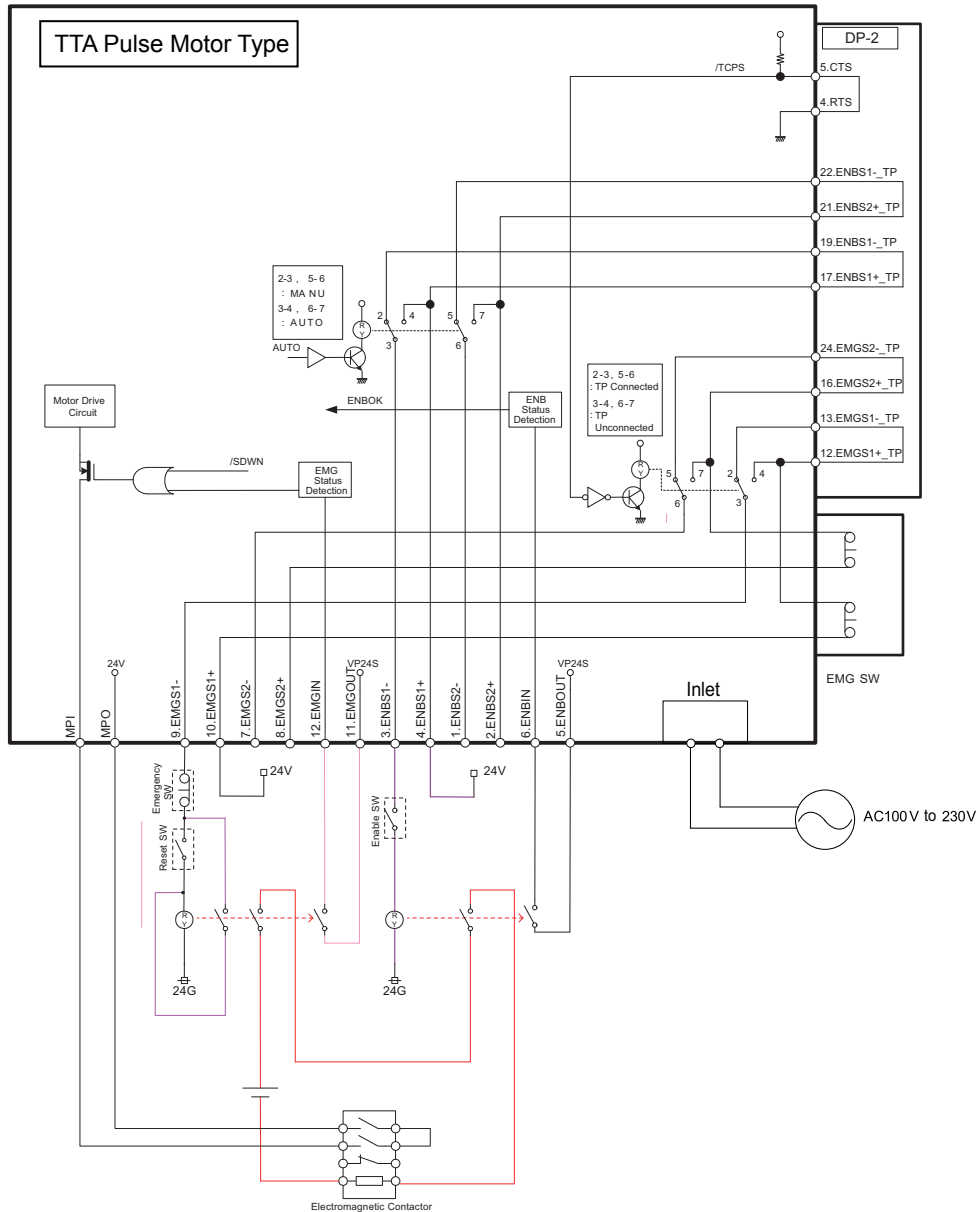 TTA Pulse Motor Type
DP-2
/TCPS
5.CTS
4.RTS
22.ENBS1-_TP
21.ENBS2+_TP
19.ENBS1-_TP
17.ENBS1+_TP
2-3 , 5-6
: MANU
3-4 , 6-7
: AUTO
2
4
5
7
R
Y
3
6
AUTO
24.EMGS2-_TP
16.EMGS2+_TP
13.EMGS1-_TP
12.EMGS1+_TP
2-3, 5-6
: TP Connected
3-4, 6-7
: TP
Unconnected
Motor Drive
Circuit
ENBOK
ENB
Status
Detection
/SDWN
EMG
Status
Detection
R
Y
5
7
2
4
6
3
EMG SW
24V
VP24S
VP24S
Inlet
MPI
MPO
9.EMGS1-
10.EMGS1+
7.EMGS2-
8.EMGS2+
12.EMGIN
11.EMGOUT
3.ENBS1-
4.ENBS1+
1.ENBS2-
2.ENBS2+
6.ENBIN
5.ENBOUT
24V
24V
Emergency
SW
Reset SW
Enable SW
AC100V to 230V
R
Y
R
Y
24G
24G
Electromagnetic Contactor